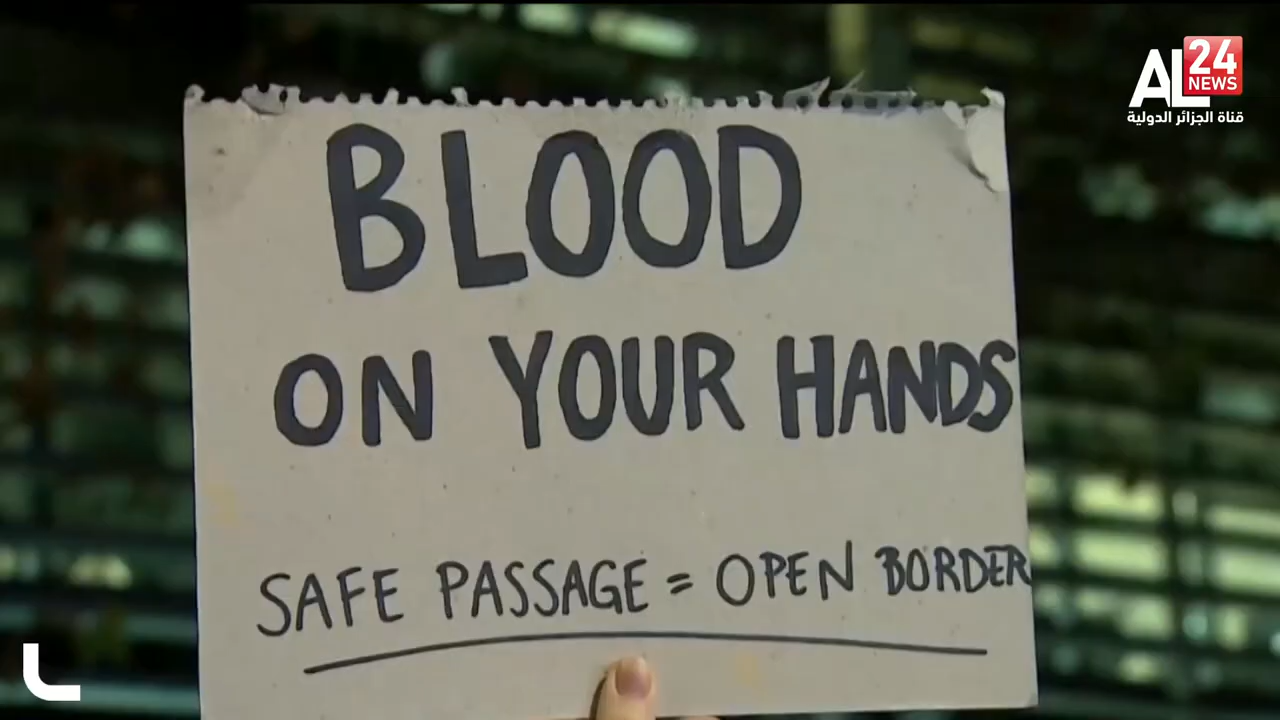 BLOOD
ON YOUR HANDS
SAFE PASSAGE = OPEN BORDER
AL
24
NEWS
قناة الجزائر الدولية